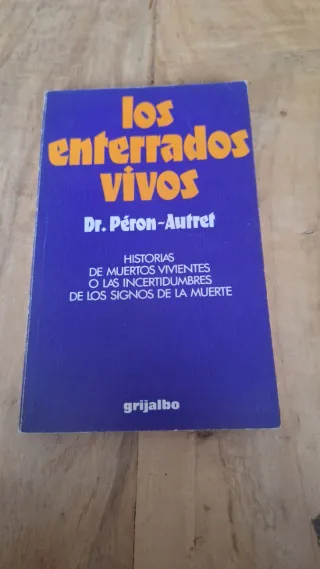 los
enterrados
vivos
Dr. Péron-Autret
HISTORIAS
DE MUERTOS VIVIENTES
O LAS INCERTIDUMBRES
DE LOS SIGNOS DE LA MUERTE
grijalbo